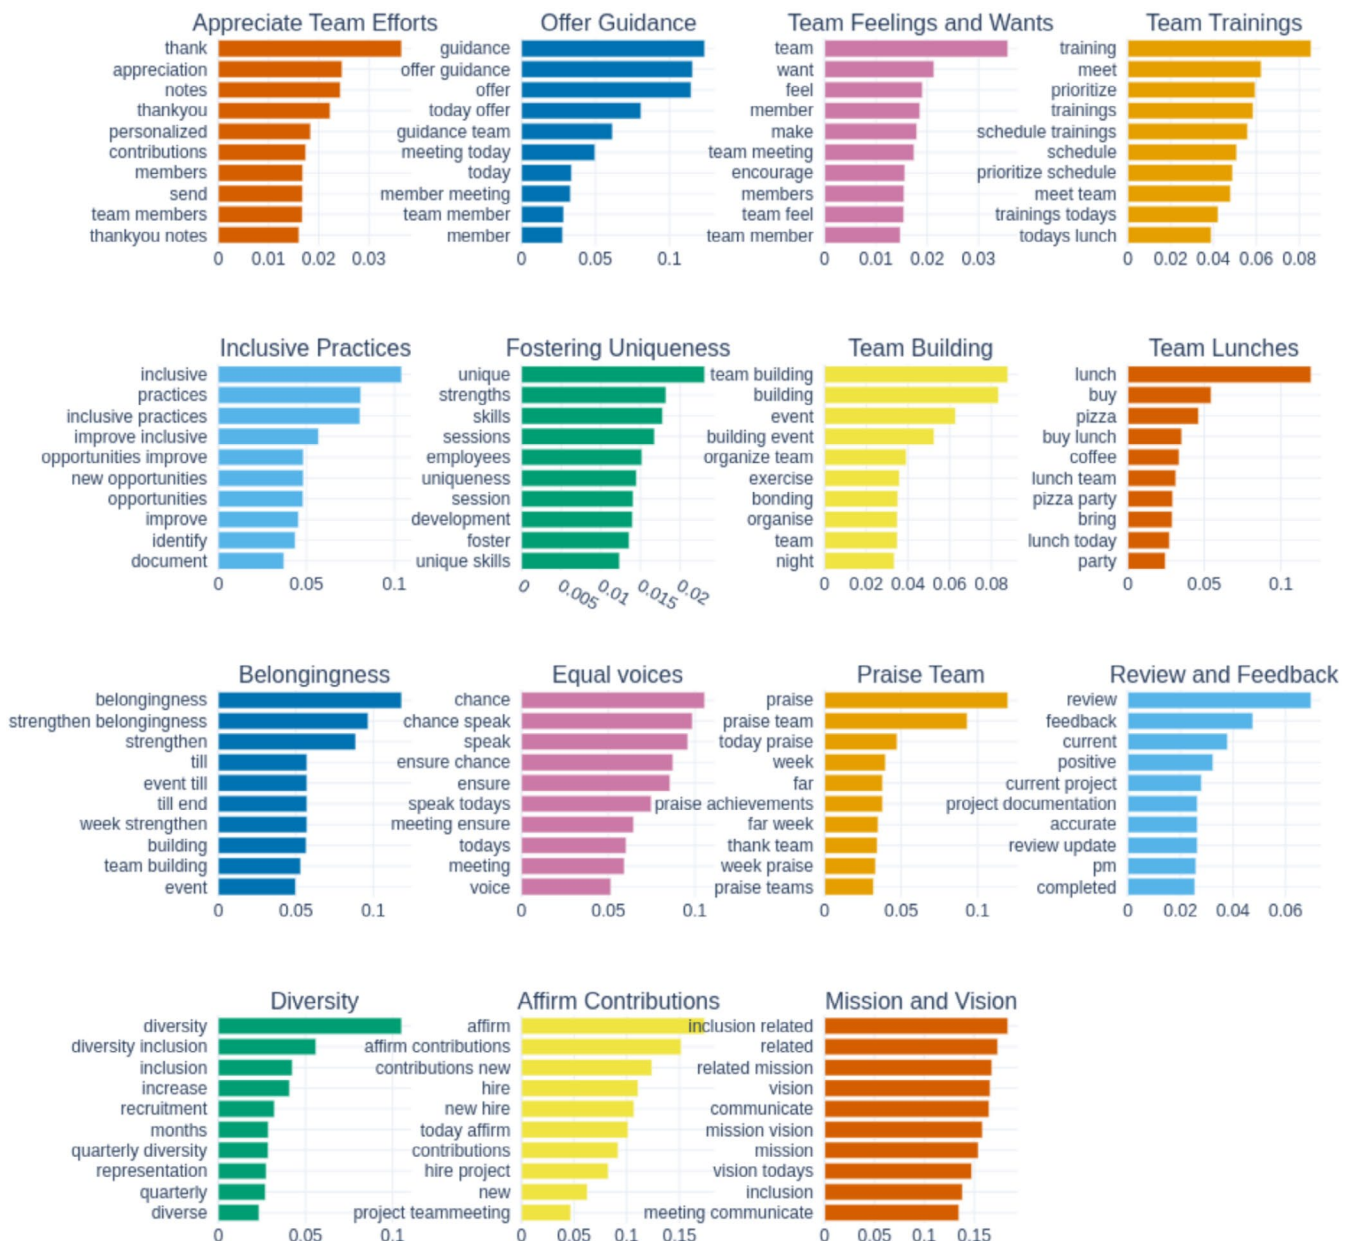 Appreciate Team Efforts
thank
appreciation
notes
thankyou
personalized
contributions
members
send
team members
thankyou notes
0 0.01 0.02 0.03
Offer Guidance
guidance
offer guidance
offer
today offer
guidance team
meeting today
today
member meeting
team member
member
0 0.05 0.1
Team Feelings and Wants
team
want
feel
member
make
team meeting
encourage
members
team feel
team member
0 0.01 0.02 0.03
Team Trainings
training
meet
prioritize
trainings
schedule trainings
schedule
prioritize schedule
meet team
trainings todays
todays lunch
0 0.02 0.04 0.06 0.08
Inclusive Practices
inclusive
practices
inclusive practices
improve inclusive
opportunities improve
new opportunities
opportunities
improve
identify
document
0 0.05 0.1
Fostering Uniqueness
unique
strengths
skills
sessions
employees
uniqueness
session
development
foster
unique skills
0 0.005 0.01 0.015 0.02
Team Building
team building
building
event
building event
organize team
exercise
bonding
organise
team
night
0 0.02 0.04 0.06 0.08
Team Lunches
lunch
buy
pizza
buy lunch
coffee
lunch team
pizza party
bring
lunch today
party
0 0.05 0.1
Belongingness
belongingness
strengthen belongingness
strengthen
till
event till
till end
week strengthen
building
team building
event
0 0.05 0.1
Equal voices
chance
chance speak
speak
ensure chance
ensure
speak todays
meeting ensure
todays
meeting
voice
0 0.05 0.1
Praise Team
praise
praise team
today praise
week
far
praise achievements
far week
thank team
week praise
praise teams
0 0.05 0.1
Review and Feedback
review
feedback
current
positive
current project
project documentation
accurate
review update
pm
completed
0 0.02 0.04 0.06
Diversity
diversity
diversity inclusion
inclusion
increase
recruitment
months
quarterly diversity
representation
quarterly
diverse
0 0.05 0.1
Affirm Contributions
affirm
affirm contributions
contributions new
hire
new hire
today affirm
contributions
hire project
new
project teammeeting
0 0.05 0.1 0.15
Mission and Vision
inclusion related
related
related mission
vision
communicate
mission vision
mission
vision todays
inclusion
meeting communicate
0 0.05 0.1 0.15